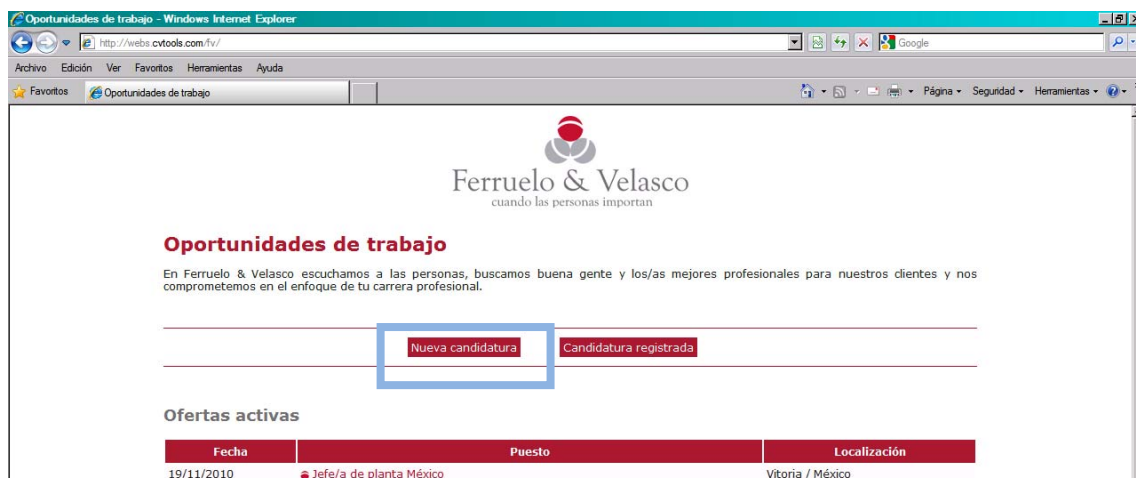 Oportunidades de trabajo - Windows Internet Explorer
http://webs.cvtools.com/fv/
Google
Archivo Edición Ver Favoritos Herramientas Ayuda
Favoritos Oportunidades de trabajo Página Seguridad Herramientas
Ferruelo & Velasco
cuando las personas importan
Oportunidades de trabajo
En Ferruelo & Velasco escuchamos a las personas, buscamos buena gente y los/as mejores profesionales para nuestros clientes y nos
comprometemos en el enfoque de tu carrera profesional.
Nueva candidatura Candidatura registrada
Ofertas activas
Fecha Puesto Localización
19/11/2010 Jefe/a de planta México Vitoria / México